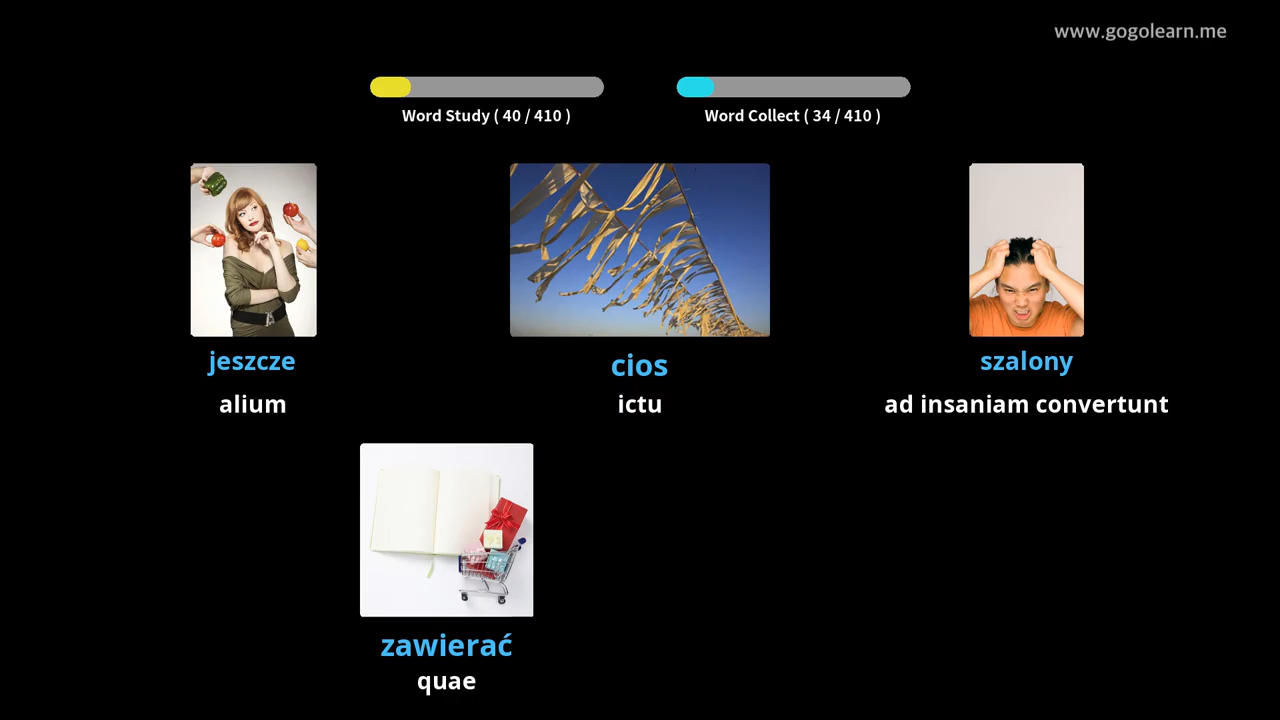 www.gogolearn.me
Word Study ( 40 / 410 )
Word Collect ( 34 / 410 )
jeszcze
alium
cios
ictu
szalony
ad insaniam convertunt
zawierać
quae